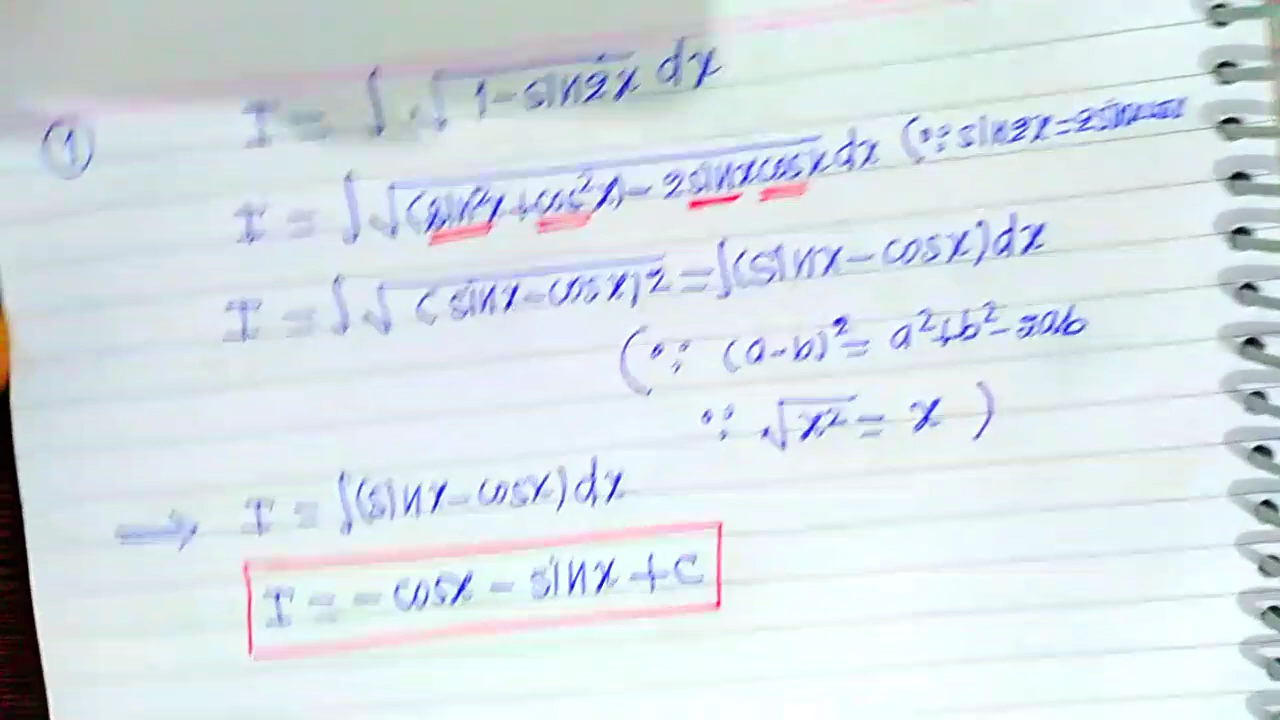 ① I = ∫ √(1-sin2x) dx
I = ∫ √((sin²x+cos²x)-2sinxcosx) dx (∵ sin2x=2sinxcosx
I = ∫ √((sinx-cosx)²) = ∫(sinx-cosx)dx
(∵ (a-b)² = a²+b²-2ab
∵ √x² = x )
⟹ I = ∫(sinx-cosx)dx
I = -cosx - sinx + c